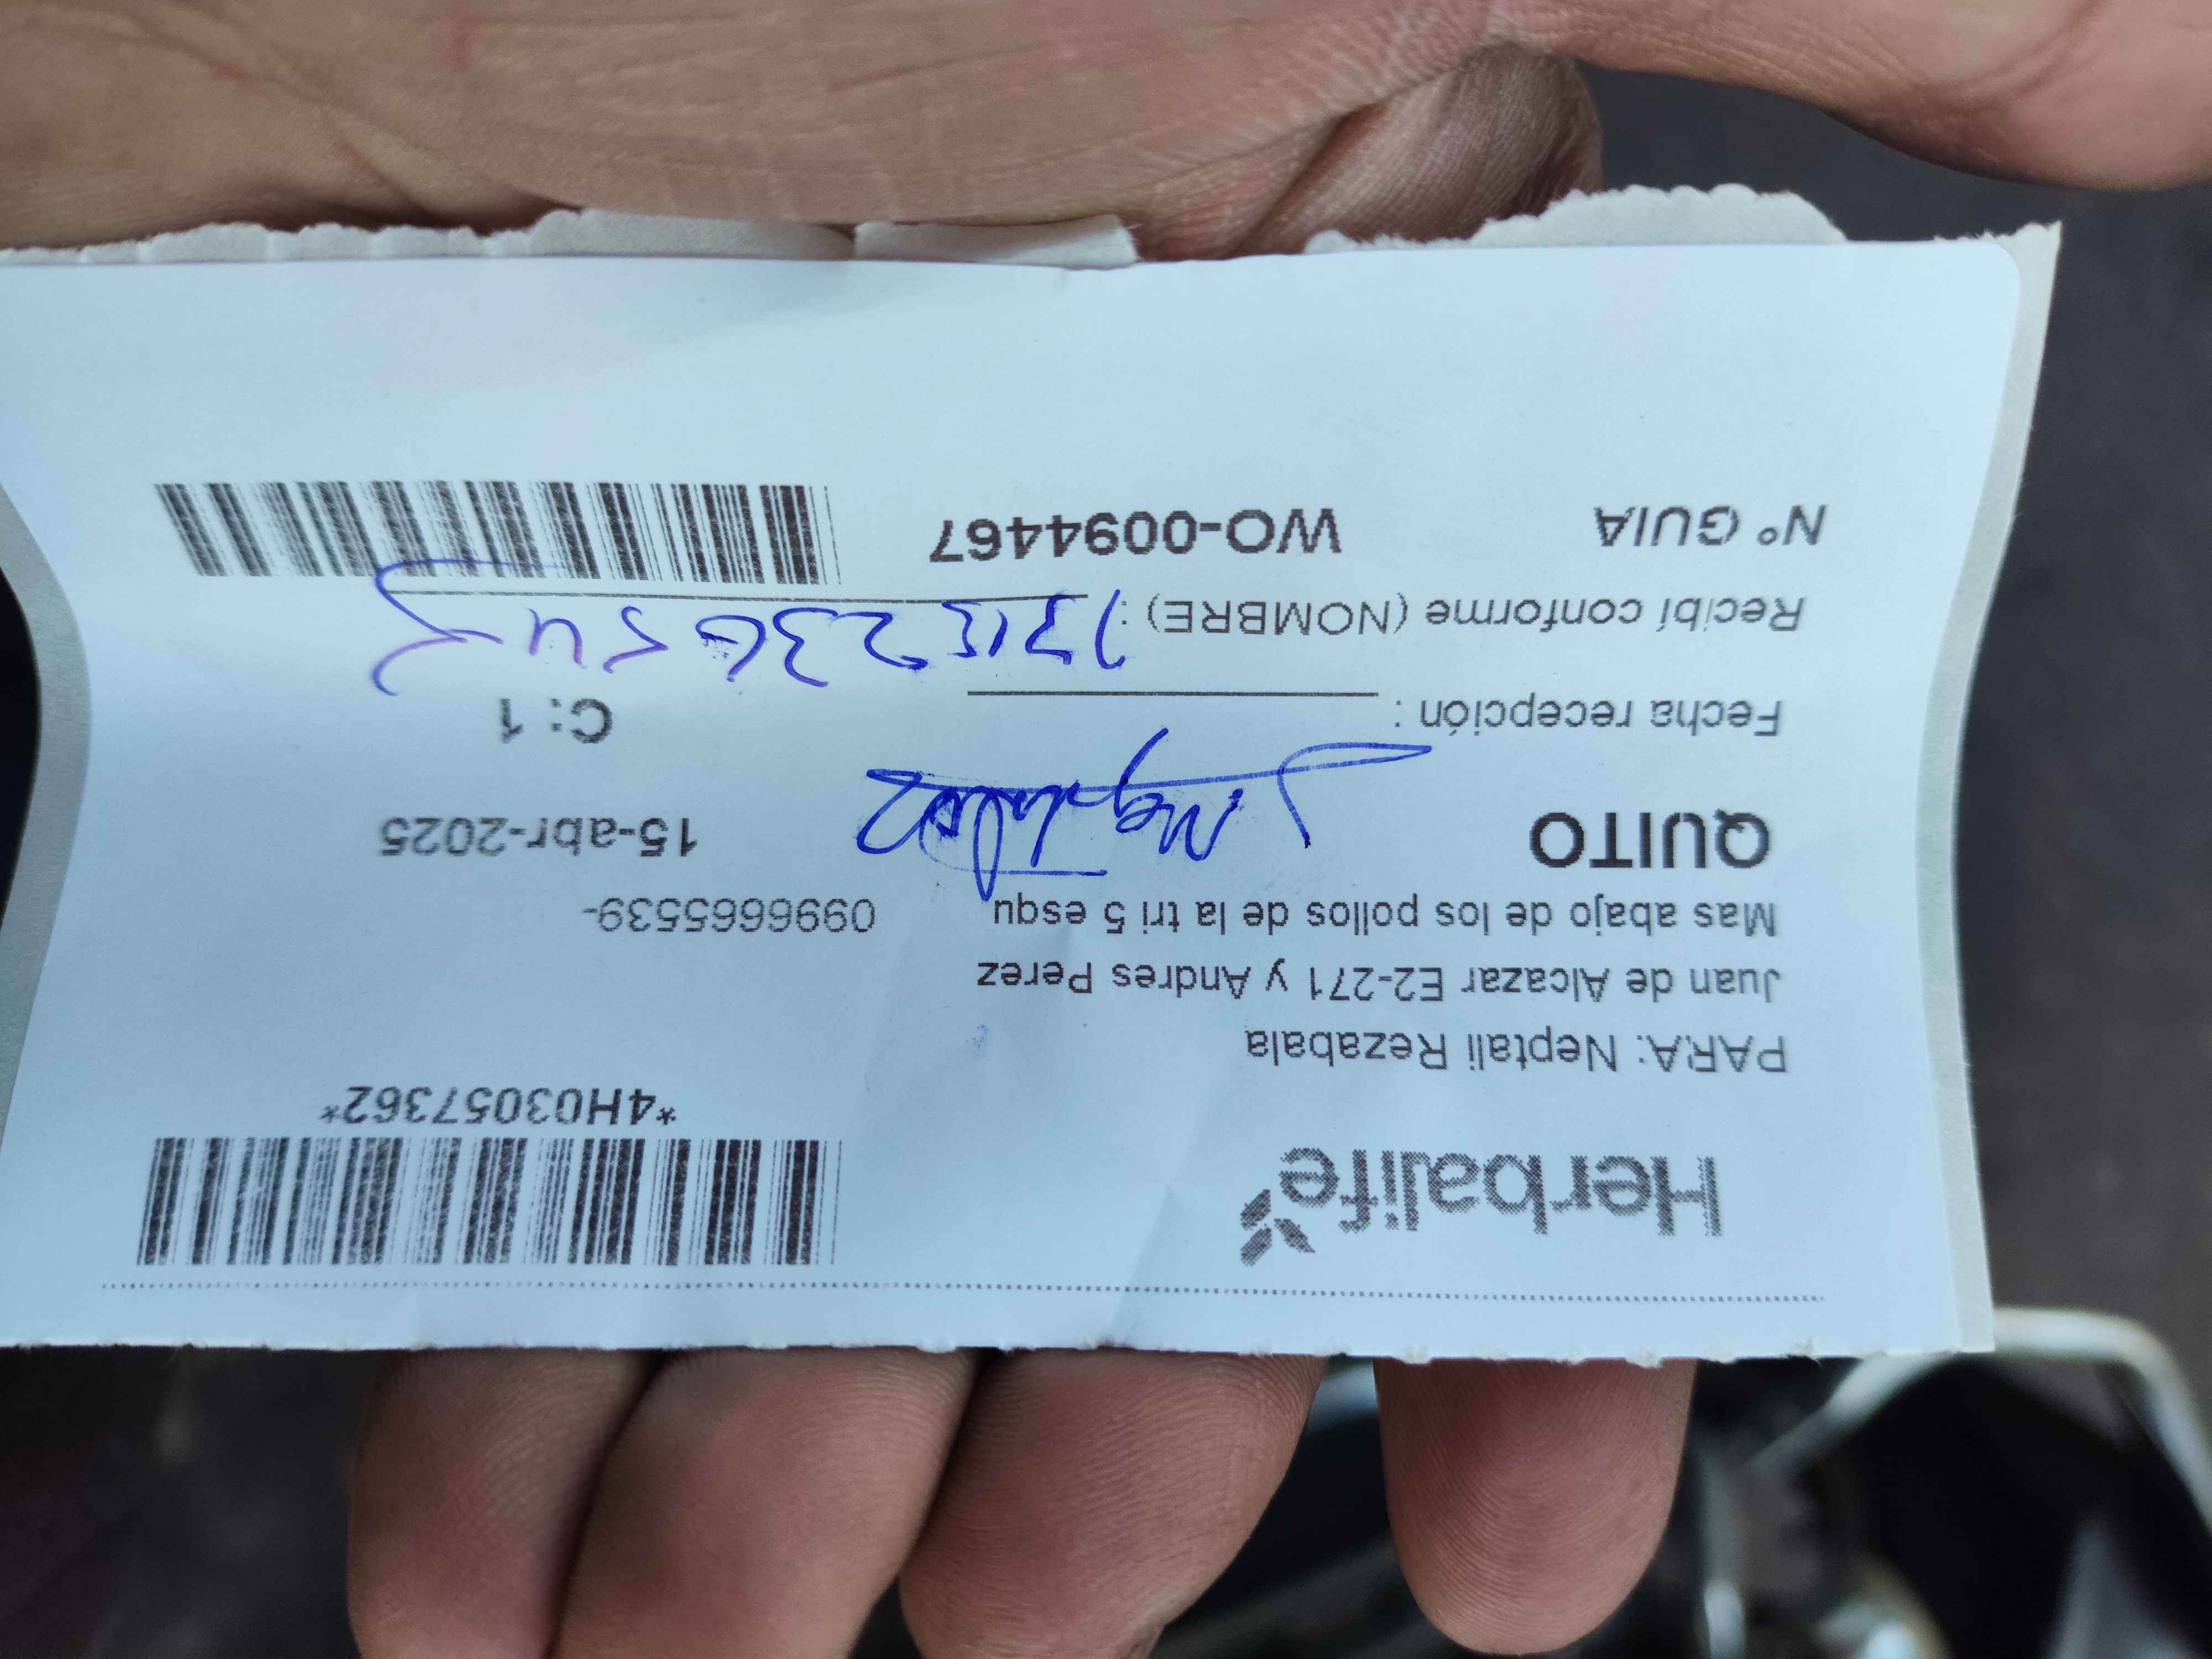 Herbalife
*4H03057362*
PARA: Neptali Rezabala
Juan de Alcazar E2-271 y Andres Perez
Mas abajo de los pollos de la tri 5 esqu 0996665539-
QUITO 15-abr-2025
Fecha recepción : C: 1
Recibí conforme (NOMBRE) :
N° GUIA WO-0094467